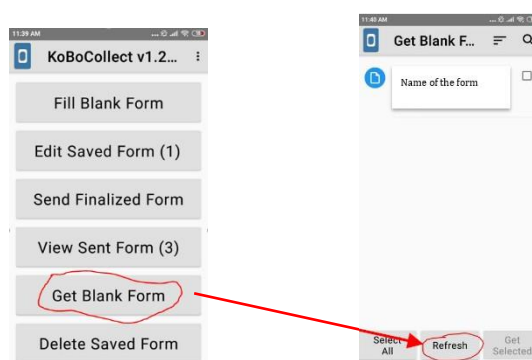 11:39 AM
KoBoCollect v1.2...
Fill Blank Form
Edit Saved Form (1)
Send Finalized Form
View Sent Form (3)
Get Blank Form
Delete Saved Form
11:40 AM
Get Blank F...
Name of the form
Select All
Refresh
Get Selected